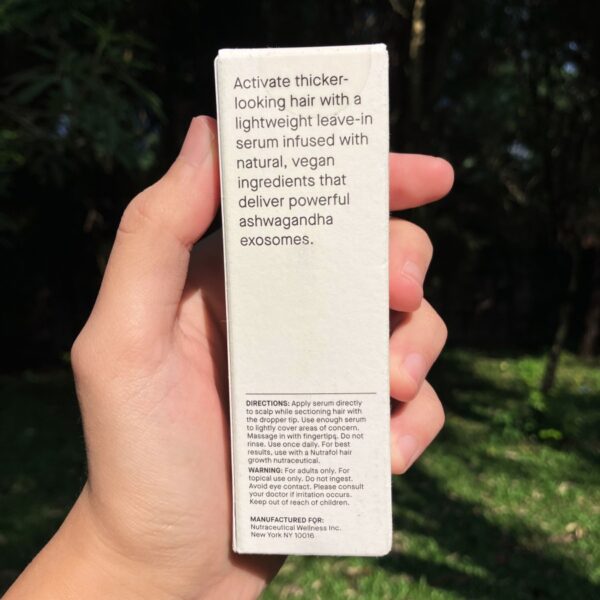 Activate thicker-
looking hair with a
lightweight leave-in
serum infused with
natural, vegan
ingredients that
deliver powerful
ashwagandha
exosomes.
DIRECTIONS: Apply serum directly
to scalp while sectioning hair with
the dropper tip. Use enough serum
to lightly cover areas of concern.
Massage in with fingertips. Do not
rinse. Use once daily. For best
results, use with a Nutrafol hair
growth nutraceutical.
WARNING: For adults only. For
topical use only. Do not ingest.
Avoid eye contact. Please consult
your doctor if irritation occurs.
Keep out of reach of children.
MANUFACTURED FOR:
Nutraceutical Wellness Inc.
New York NY 10016